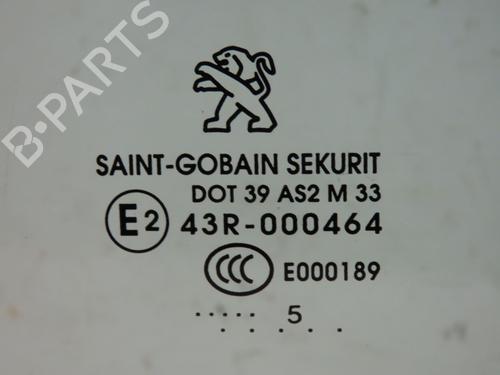 B-PARTS
SAINT-GOBAIN SEKURIT
DOT 39 AS2 M 33
E2 43R-000464
CCC E000189
..... 5
. . . . . .